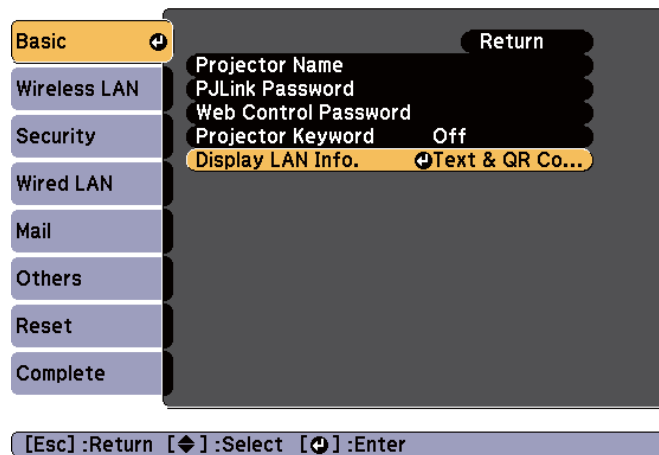 Basic
Wireless LAN
Security
Wired LAN
Mail
Others
Reset
Complete
Return
Projector Name
PJLink Password
Web Control Password
Projector Keyword Off
Display LAN Info. Text & QR Co...
[Esc] :Return [◆] :Select [⏎] :Enter